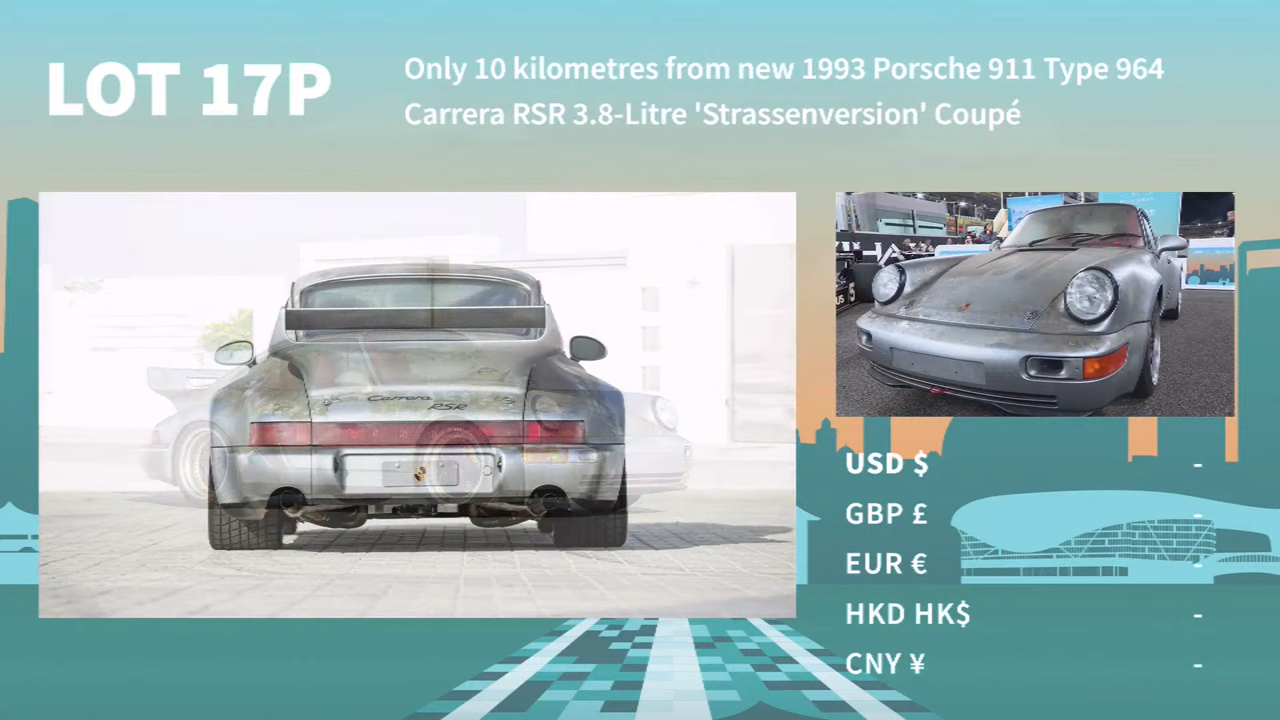 LOT 17P
Only 10 kilometres from new 1993 Porsche 911 Type 964
Carrera RSR 3.8-Litre 'Strassenversion' Coupé
Carrera
RSR
USD $ -
GBP £ -
EUR € -
HKD HK$ -
CNY ¥ -